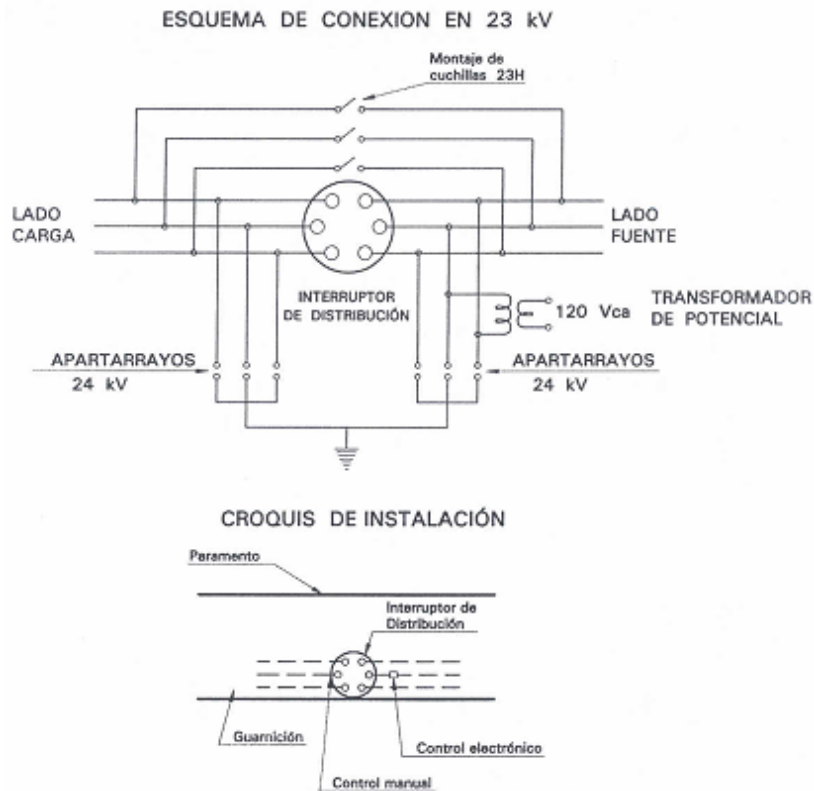 ESQUEMA DE CONEXION EN 23 kV
Montaje de
cuchillas 23H
LADO
CARGA
LADO
FUENTE
INTERRUPTOR
DE DISTRIBUCIÓN
120 Vca
TRANSFORMADOR
DE POTENCIAL
APARTARRAYOS
24 kV
APARTARRAYOS
24 kV
CROQUIS DE INSTALACIÓN
Paramento
Interruptor de
Distribución
Guarnición
Control electrónico
Control manual